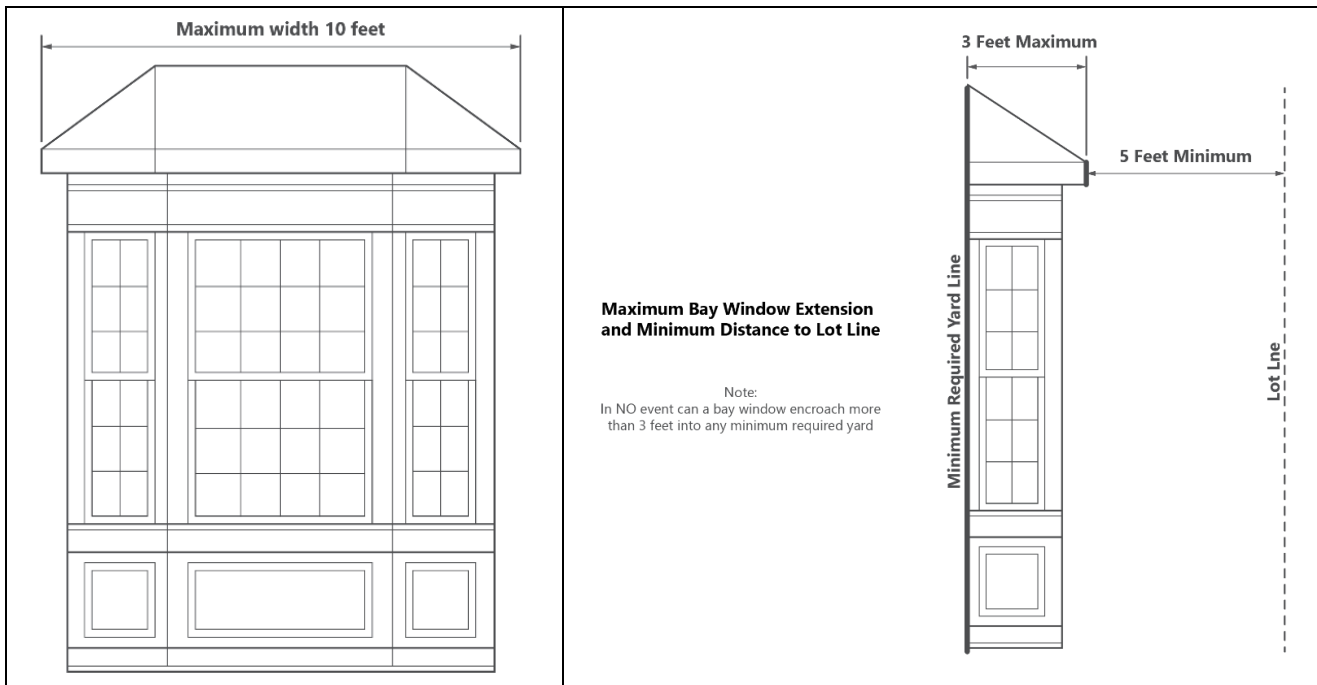 Maximum width 10 feet
3 Feet Maximum
5 Feet Minimum
Maximum Bay Window Extension
and Minimum Distance to Lot Line
Note:
In NO event can a bay window encroach more
than 3 feet into any minimum required yard
Minimum Required Yard Line
Lot Lne